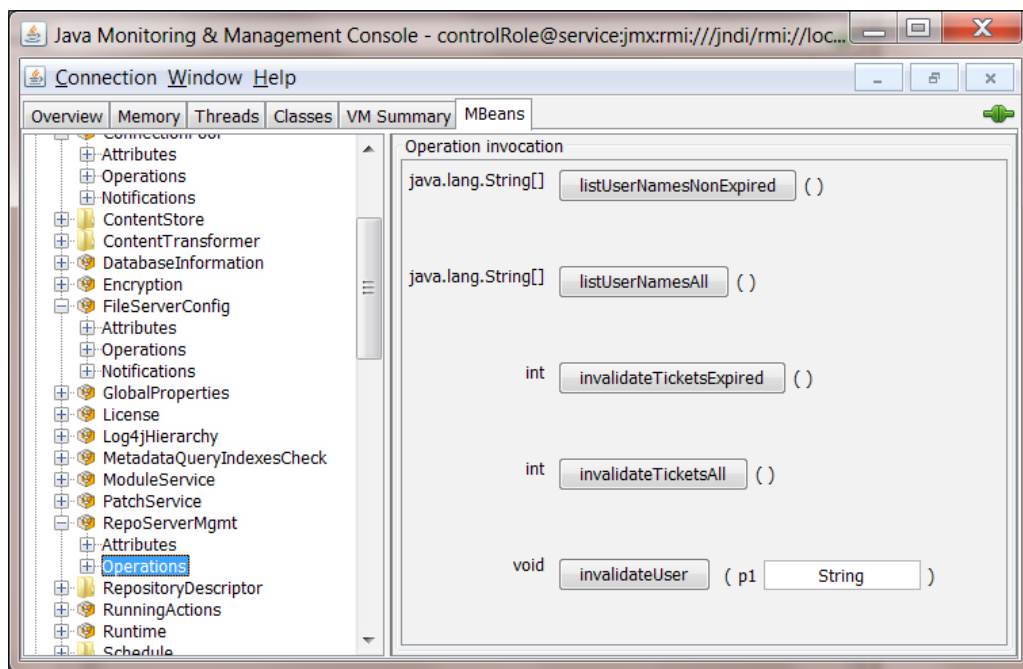 Java Monitoring & Management Console - controlRole@service:jmx:rmi:///jndi/rmi://loc...
Connection Window Help
Overview Memory Threads Classes VM Summary MBeans
ConnectionPool
Attributes
Operations
Notifications
ContentStore
ContentTransformer
DatabaseInformation
Encryption
FileServerConfig
Attributes
Operations
Notifications
GlobalProperties
License
Log4jHierarchy
MetadataQueryIndexesCheck
ModuleService
PatchService
RepoServerMgmt
Attributes
Operations
RepositoryDescriptor
RunningActions
Runtime
Schedule
Operation invocation
java.lang.String[] listUserNamesNonExpired ( )
java.lang.String[] listUserNamesAll ( )
int invalidateTicketsExpired ( )
int invalidateTicketsAll ( )
void invalidateUser ( p1 String )